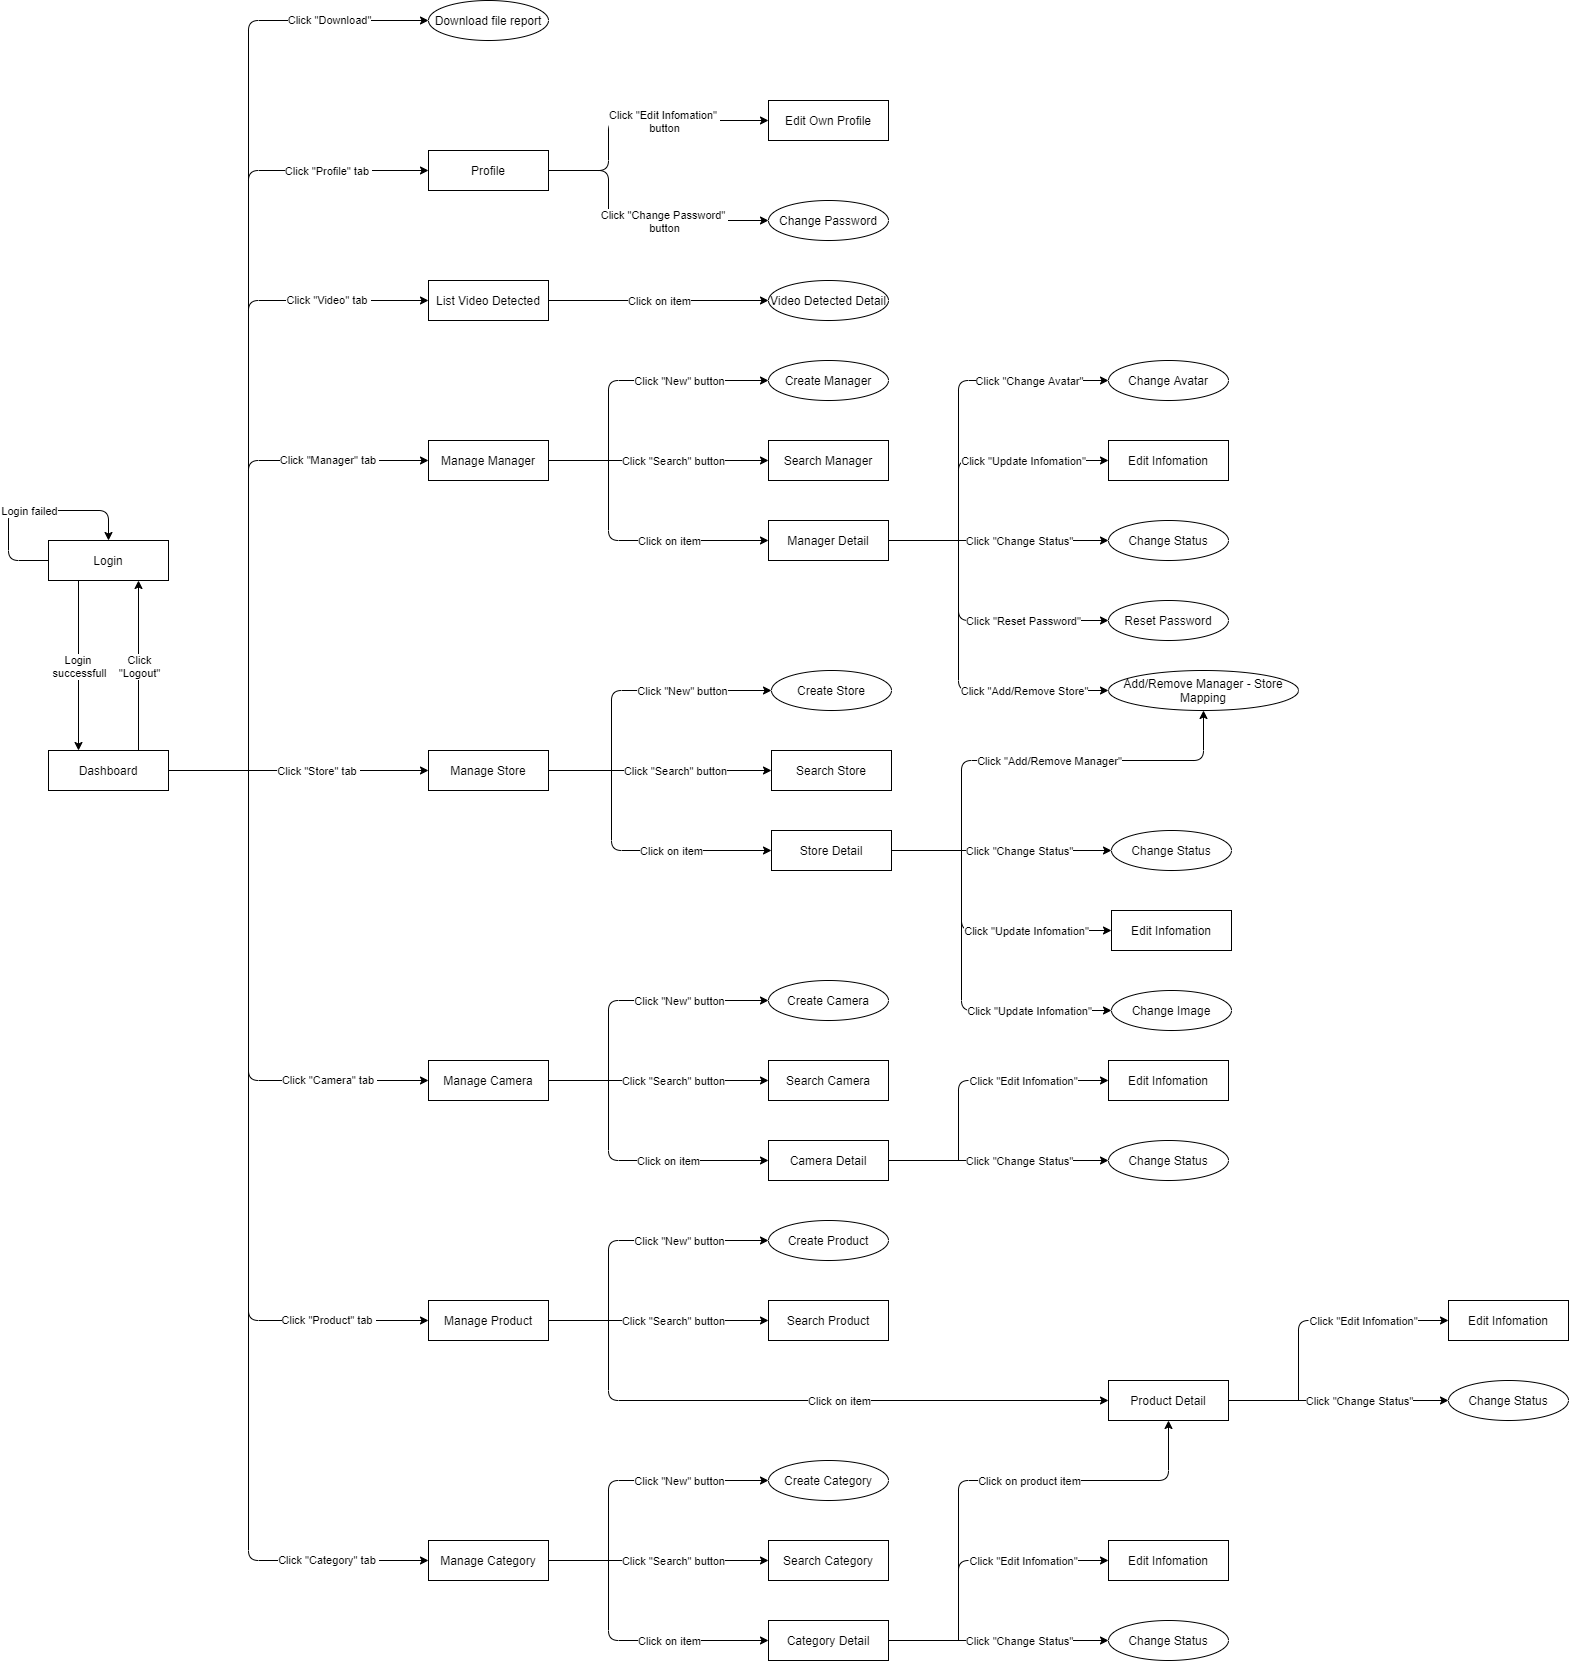 Click "Download"
Download file report
Click "Edit Infomation"
button
Edit Own Profile
Click "Profile" tab
Profile
Click "Change Password"
button
Change Password
Click "Video" tab
List Video Detected
Click on item
Video Detected Detail
Click "New" button
Create Manager
Click "Change Avatar"
Change Avatar
Click "Manager" tab
Manage Manager
Click "Search" button
Search Manager
Click "Update Infomation"
Edit Infomation
Login failed
Login
Click on item
Manager Detail
Click "Change Status"
Change Status
Click "Reset Password"
Reset Password
Login
successfull
Click
"Logout"
Click "New" button
Create Store
Click "Add/Remove Store"
Add/Remove Manager - Store
Mapping
Dashboard
Click "Store" tab
Manage Store
Click "Search" button
Search Store
Click "Add/Remove Manager"
Click on item
Store Detail
Click "Change Status"
Change Status
Click "Update Infomation"
Edit Infomation
Click "New" button
Create Camera
Click "Update Infomation"
Change Image
Click "Camera" tab
Manage Camera
Click "Search" button
Search Camera
Click "Edit Infomation"
Edit Infomation
Click on item
Camera Detail
Click "Change Status"
Change Status
Click "New" button
Create Product
Click "Product" tab
Manage Product
Click "Search" button
Search Product
Click "Edit Infomation"
Edit Infomation
Click on item
Product Detail
Click "Change Status"
Change Status
Click "New" button
Create Category
Click on product item
Click "Category" tab
Manage Category
Click "Search" button
Search Category
Click "Edit Infomation"
Edit Infomation
Click on item
Category Detail
Click "Change Status"
Change Status